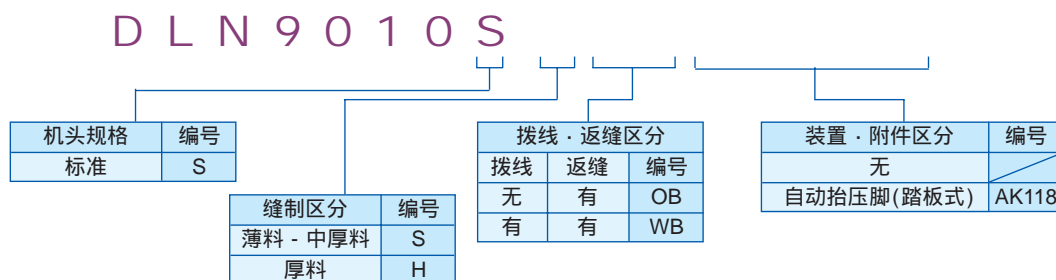 DLN9010S
机头规格 编号
标准 S
缝制区分 编号
薄料 - 中厚料 S
厚料 H
拨线 · 返缝区分
拨线 返缝 编号
无 有 OB
有 有 WB
装置 · 附件区分 编号
无
自动抬压脚(踏板式) AK118